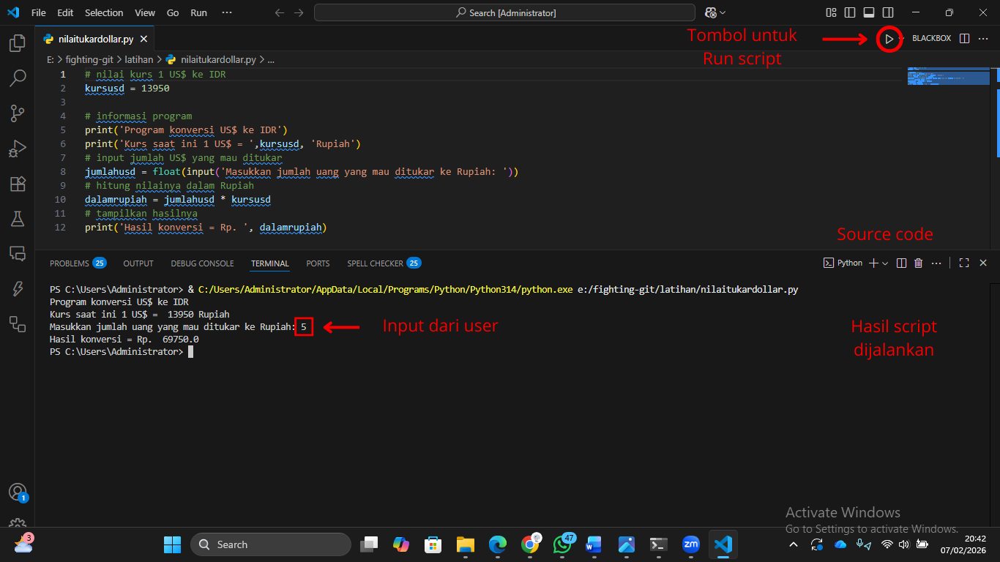 File Edit Selection View Go Run ···
Search [Administrator]
nilaitukardollar.py
BLACKBOX ···
Tombol untuk
Run script
E: > fighting-git > latihan > nilaitukardollar.py > ...
1 # nilai kurs 1 US$ ke IDR
2 kursusd = 13950
3
4 # informasi program
5 print('Program konversi US$ ke IDR')
6 print('Kurs saat ini 1 US$ = ',kursusd, 'Rupiah')
7 # input jumlah US$ yang mau ditukar
8 jumlahusd = float(input('Masukkan jumlah uang yang mau ditukar ke Rupiah: '))
9 # hitung nilainya dalam Rupiah
10 dalamrupiah = jumlahusd * kursusd
11 # tampilkan hasilnya
12 print('Hasil konversi = Rp. ', dalamrupiah)
Source code
PROBLEMS 25 OUTPUT DEBUG CONSOLE TERMINAL PORTS SPELL CHECKER 25
Python ···
PS C:\Users\Administrator> & C:/Users/Administrator/AppData/Local/Programs/Python/Python314/python.exe e:/fighting-git/latihan/nilaitukardollar.py
Program konversi US$ ke IDR
Kurs saat ini 1 US$ =  13950 Rupiah
Masukkan jumlah uang yang mau ditukar ke Rupiah: 5
Input dari user
Hasil konversi = Rp.  69750.0
PS C:\Users\Administrator>
Hasil script
dijalankan
1
Activate Windows
Go to Settings to activate Windows.
3
Search
47
zm
20:42
07/02/2026